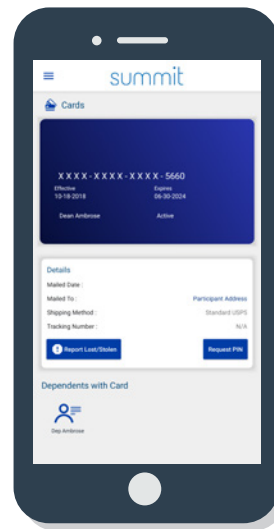 summit
Cards
XXXX-XXXX-XXXX-5660
Effective Expires
10-18-2018 06-30-2024
Dean Ambrose Active
Details
Mailed Date :
Mailed To : Participant Address
Shipping Method : Standard USPS
Tracking Number : N/A
Report Lost/Stolen Request PIN
Dependents with Card
Dep Ambrose